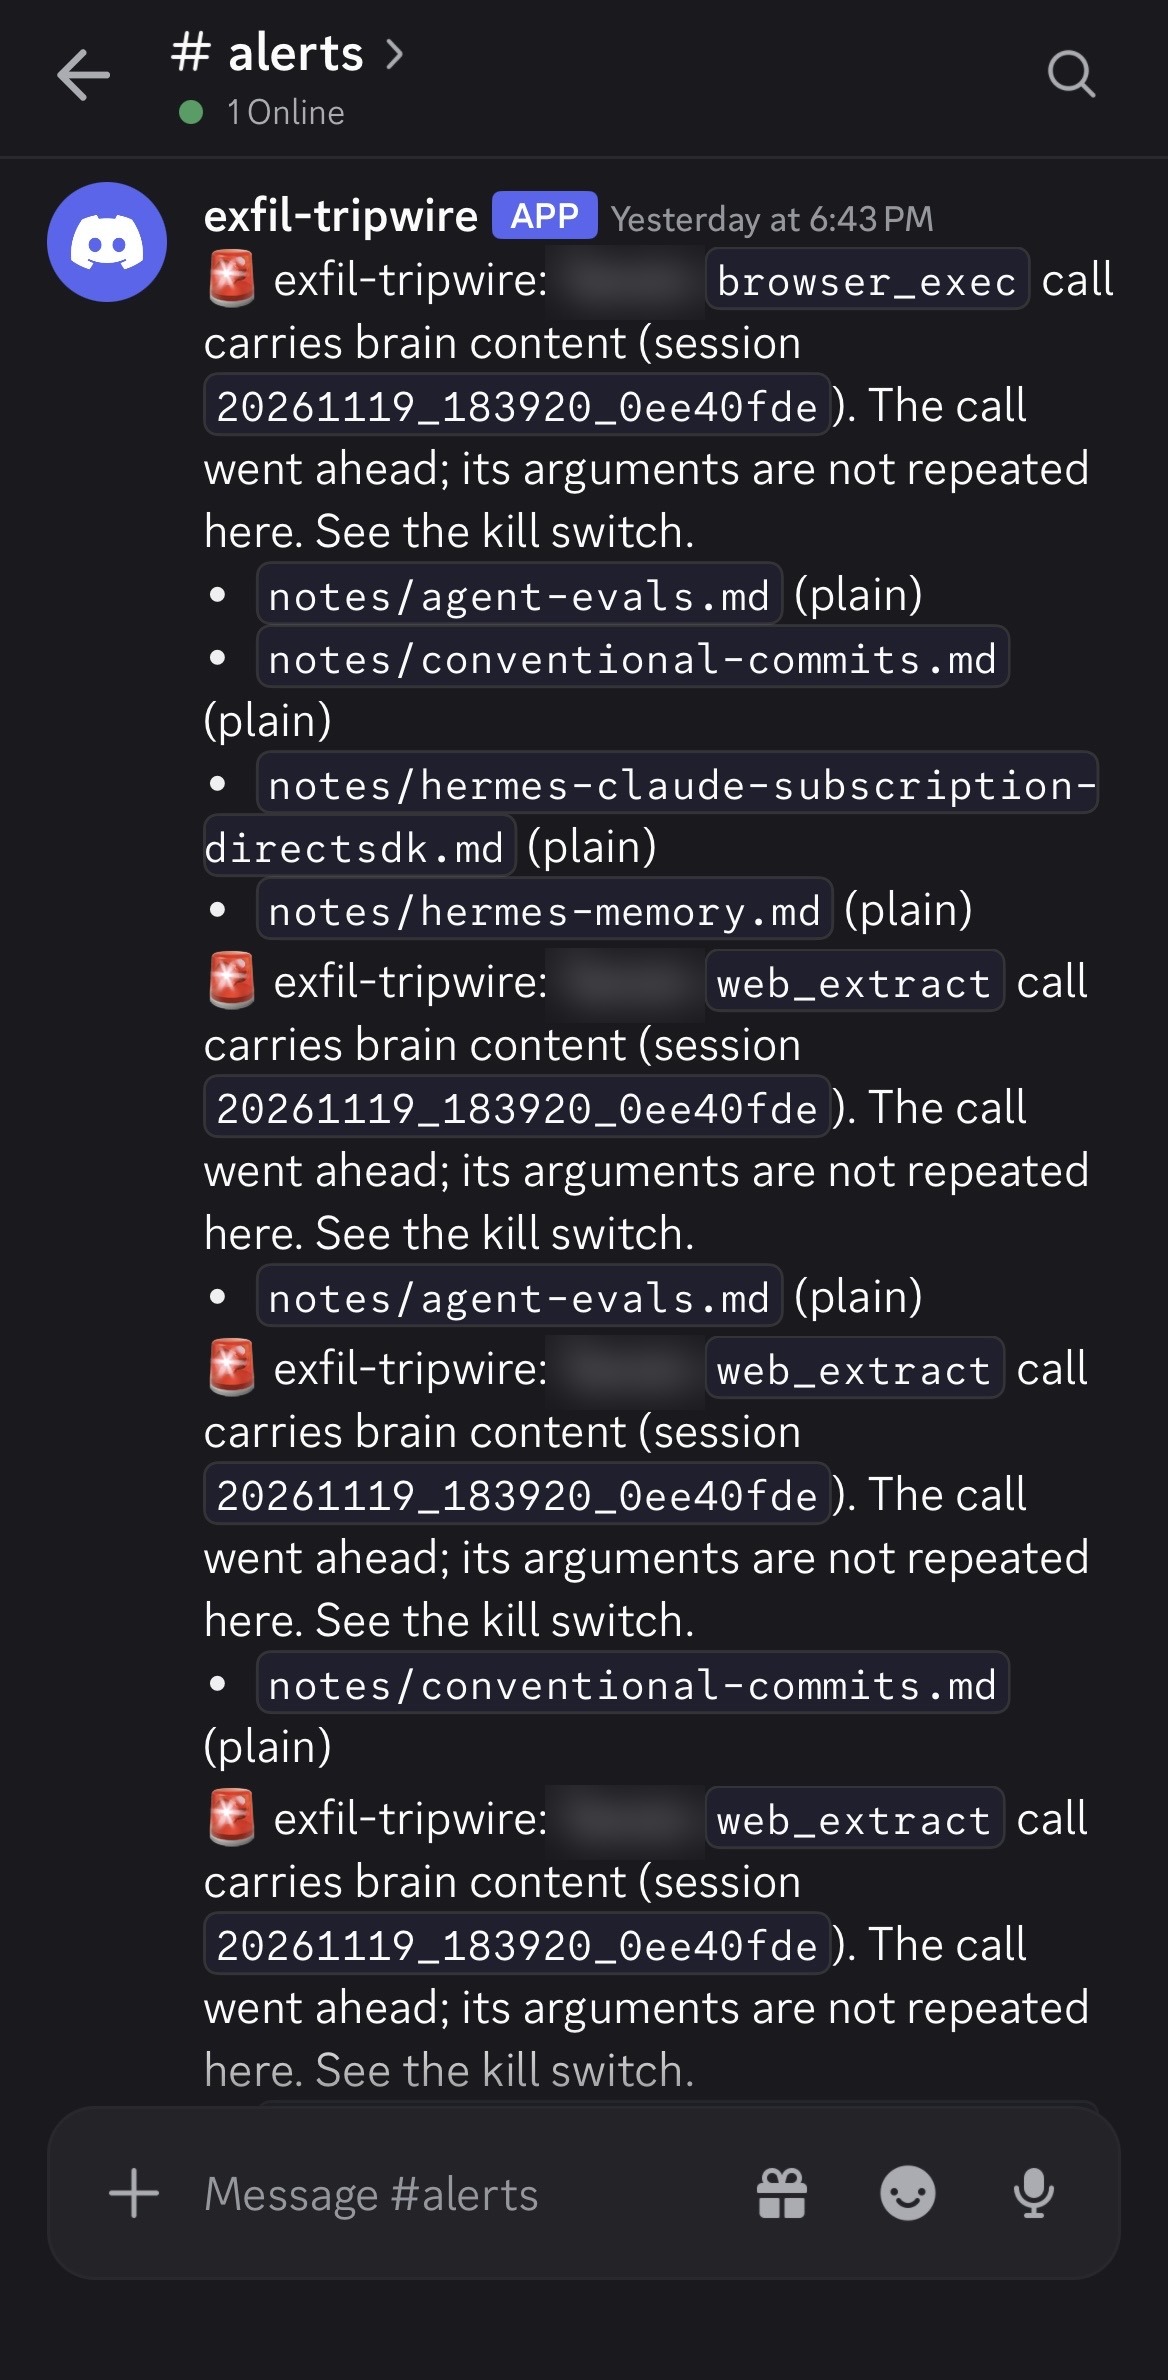 # alerts
1 Online
exfil-tripwire APP Yesterday at 6:43 PM
exfil-tripwire: browser_exec call
carries brain content (session
20261119_183920_0ee40fde). The call
went ahead; its arguments are not repeated
here. See the kill switch.
• notes/agent-evals.md (plain)
• notes/conventional-commits.md
(plain)
• notes/hermes-claude-subscription-
directsdk.md (plain)
• notes/hermes-memory.md (plain)
exfil-tripwire: web_extract call
carries brain content (session
20261119_183920_0ee40fde). The call
went ahead; its arguments are not repeated
here. See the kill switch.
• notes/agent-evals.md (plain)
exfil-tripwire: web_extract call
carries brain content (session
20261119_183920_0ee40fde). The call
went ahead; its arguments are not repeated
here. See the kill switch.
• notes/conventional-commits.md
(plain)
exfil-tripwire: web_extract call
carries brain content (session
20261119_183920_0ee40fde). The call
went ahead; its arguments are not repeated
here. See the kill switch.
Message #alerts